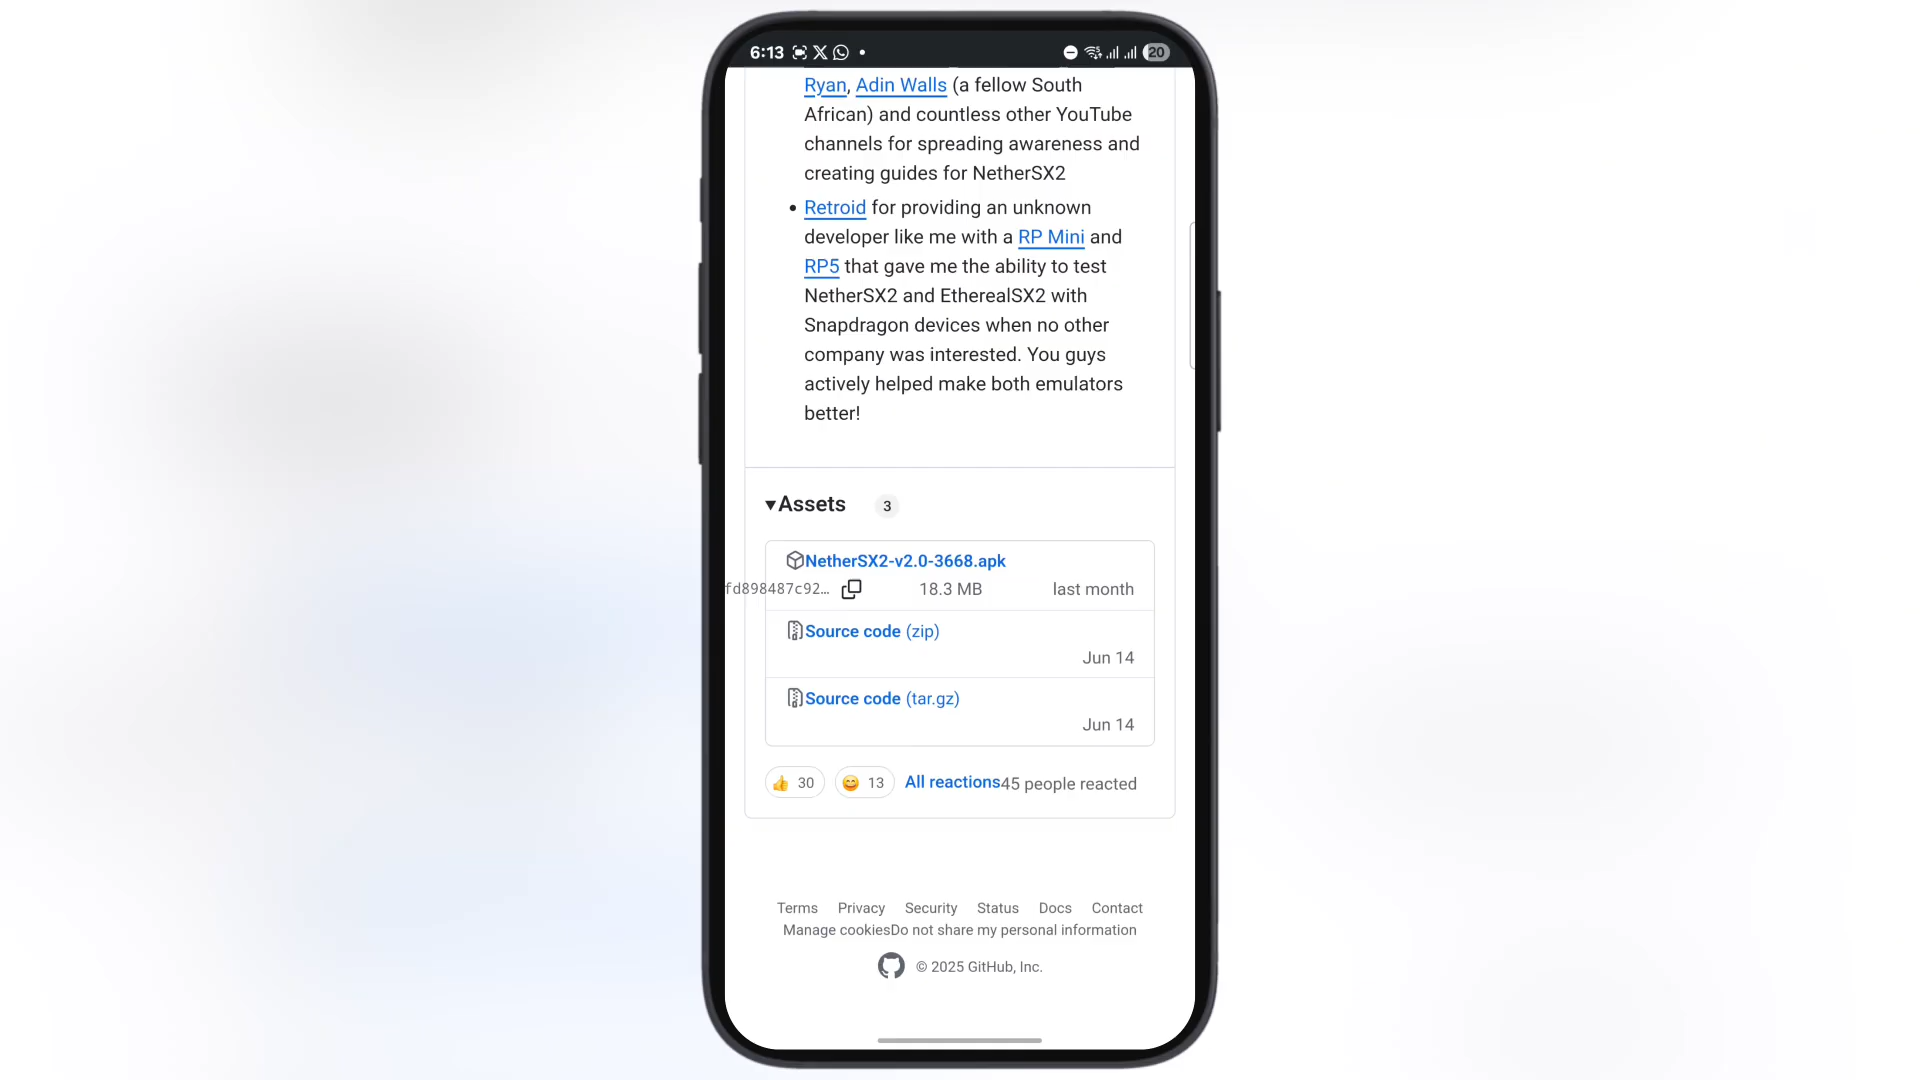 6:13
20
Ryan, Adin Walls (a fellow South
African) and countless other YouTube
channels for spreading awareness and
creating guides for NetherSX2
• Retroid for providing an unknown
developer like me with a RP Mini and
RP5 that gave me the ability to test
NetherSX2 and EtherealSX2 with
Snapdragon devices when no other
company was interested. You guys
actively helped make both emulators
better!
Assets 3
NetherSX2-v2.0-3668.apk
fd898487c92... 18.3 MB last month
Source code (zip)
Jun 14
Source code (tar.gz)
Jun 14
30 13 All reactions45 people reacted
Terms Privacy Security Status Docs Contact
Manage cookiesDo not share my personal information
© 2025 GitHub, Inc.